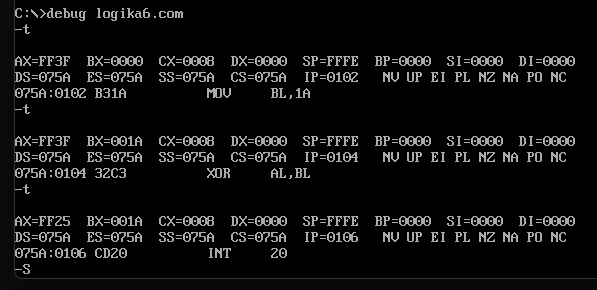 C:\>debug logika6.com
-t
AX=FF3F  BX=0000  CX=0008  DX=0000  SP=FFFE  BP=0000  SI=0000  DI=0000
DS=075A  ES=075A  SS=075A  CS=075A  IP=0102   NV UP EI PL NZ NA PO NC
075A:0102 B31A          MOV     BL,1A
-t
AX=FF3F  BX=001A  CX=0008  DX=0000  SP=FFFE  BP=0000  SI=0000  DI=0000
DS=075A  ES=075A  SS=075A  CS=075A  IP=0104   NV UP EI PL NZ NA PO NC
075A:0104 32C3          XOR     AL,BL
-t
AX=FF25  BX=001A  CX=0008  DX=0000  SP=FFFE  BP=0000  SI=0000  DI=0000
DS=075A  ES=075A  SS=075A  CS=075A  IP=0106   NV UP EI PL NZ NA PO NC
075A:0106 CD20          INT     20
-S